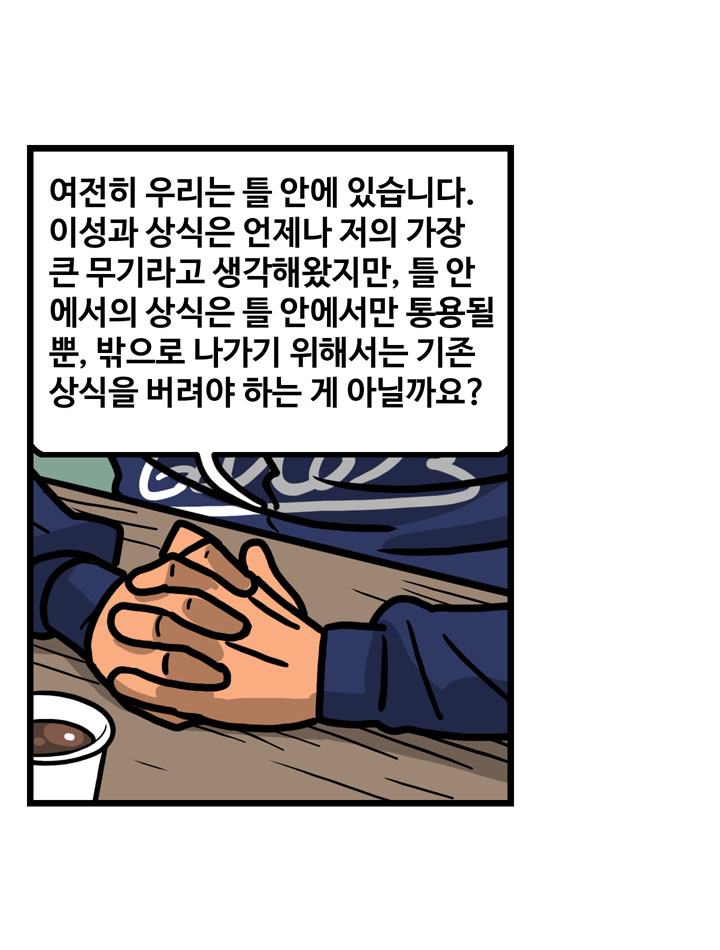 여전히 우리는 틀 안에 있습니다.
이성과 상식은 언제나 저의 가장
큰 무기라고 생각해왔지만, 틀 안
에서의 상식은 틀 안에서만 통용될
뿐, 밖으로 나가기 위해서는 기존
상식을 버려야 하는 게 아닐까요?